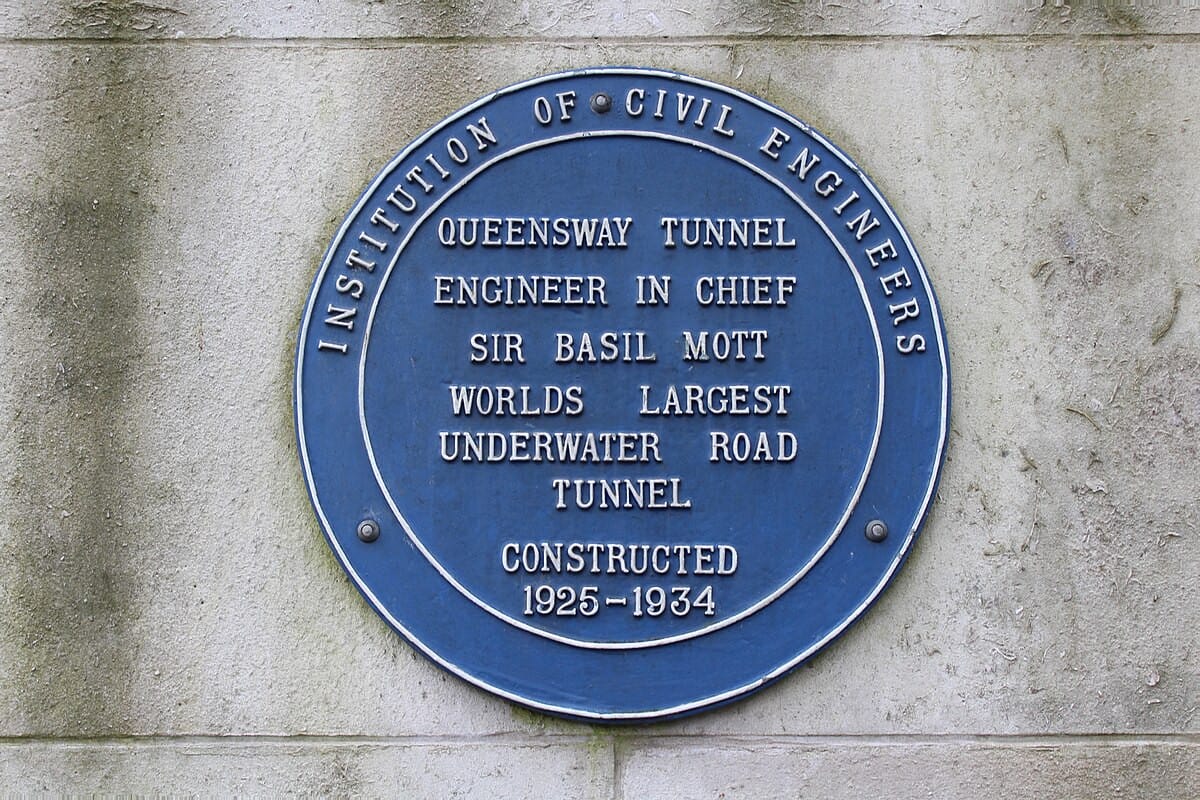 INSTITUTION OF CIVIL ENGINEERS
QUEENSWAY TUNNEL
ENGINEER IN CHIEF
SIR BASIL MOTT
WORLDS LARGEST
UNDERWATER ROAD
TUNNEL
CONSTRUCTED
1925-1934